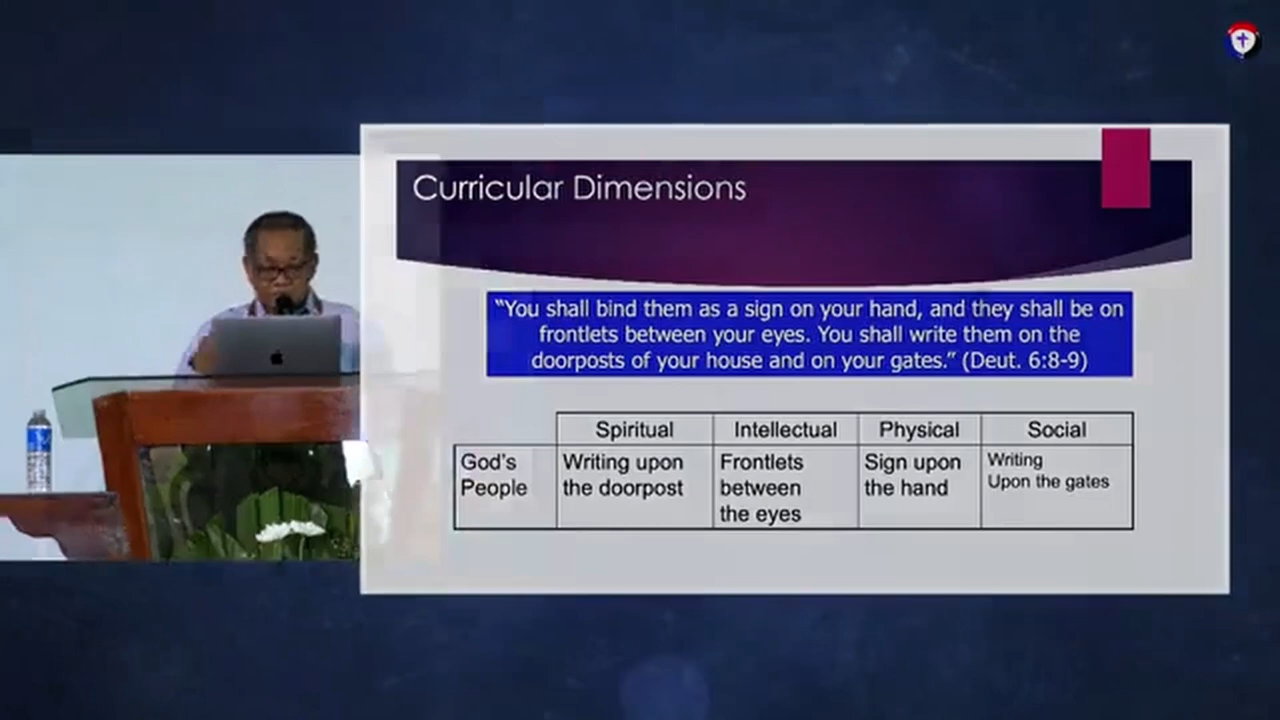 Curricular Dimensions
“You shall bind them as a sign on your hand, and they shall be on
frontlets between your eyes. You shall write them on the
doorposts of your house and on your gates.” (Deut. 6:8-9)
Spiritual Intellectual Physical Social
God's Writing upon Frontlets Sign upon Writing
People the doorpost between the hand Upon the gates
the eyes